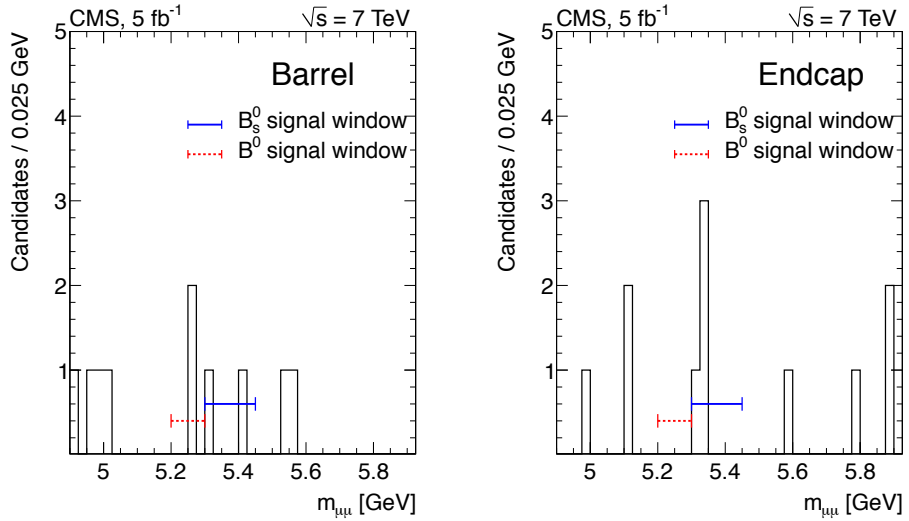 CMS, 5 fb⁻¹ √s = 7 TeV
Candidates / 0.025 GeV
Barrel
B⁰ₛ signal window
B⁰ signal window
5
4
3
2
1
5 5.2 5.4 5.6 5.8
m_μμ [GeV]
CMS, 5 fb⁻¹ √s = 7 TeV
Candidates / 0.025 GeV
Endcap
B⁰ₛ signal window
B⁰ signal window
5
4
3
2
1
5 5.2 5.4 5.6 5.8
m_μμ [GeV]